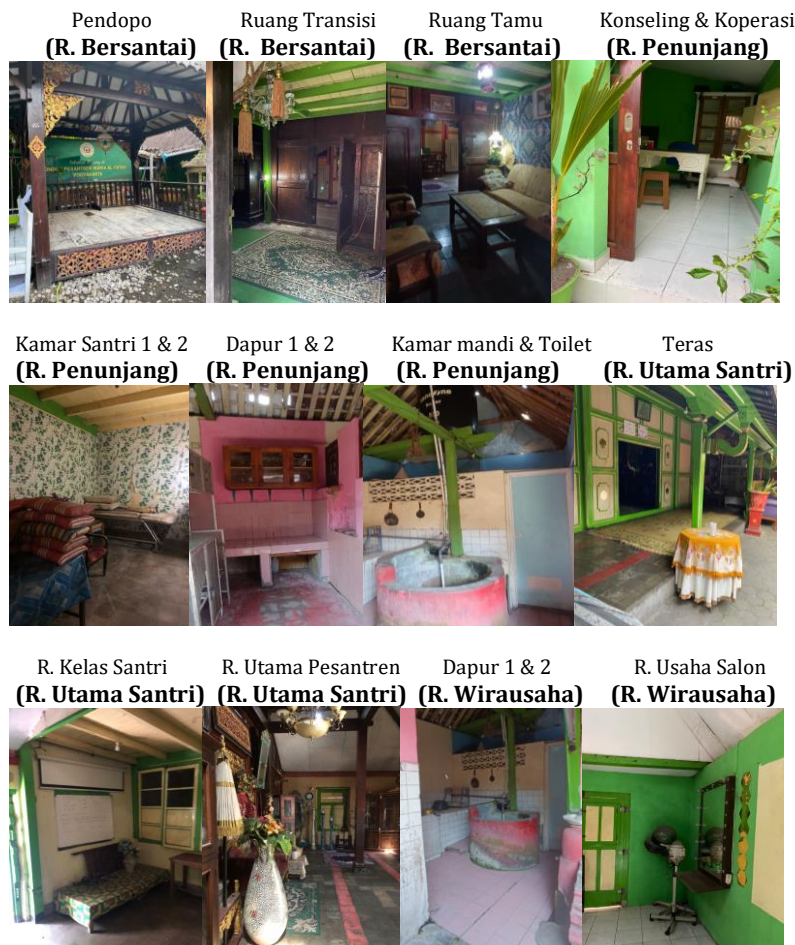 Pendopo
(R. Bersantai)
Ruang Transisi
(R. Bersantai)
Ruang Tamu
(R. Bersantai)
Konseling & Koperasi
(R. Penunjang)
YOGYAKARTA
Kamar Santri 1 & 2
(R. Penunjang)
Dapur 1 & 2
(R. Penunjang)
Kamar mandi & Toilet
(R. Penunjang)
Teras
(R. Utama Santri)
R. Kelas Santri
(R. Utama Santri)
R. Utama Pesantren
(R. Utama Santri)
Dapur 1 & 2
(R. Wirausaha)
R. Usaha Salon
(R. Wirausaha)